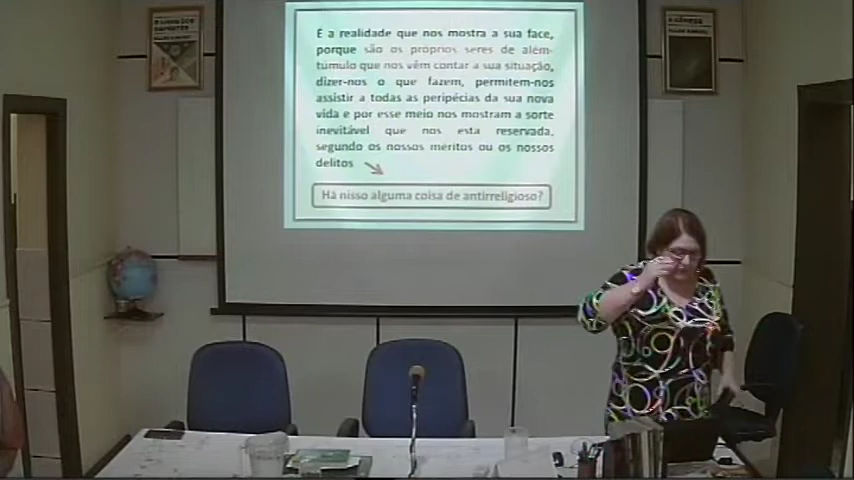 É a realidade que nos mostra a sua face,
porque são os próprios seres de além-
túmulo que nos vêm contar a sua situação,
dizer-nos o que fazem, permitem-nos
assistir a todas as peripécias da sua nova
vida e por esse meio nos mostram a sorte
inevitável que nos esta reservada,
segundo os nossos méritos ou os nossos
delitos
Há nisso alguma coisa de antirreligioso?
A GÊNESE